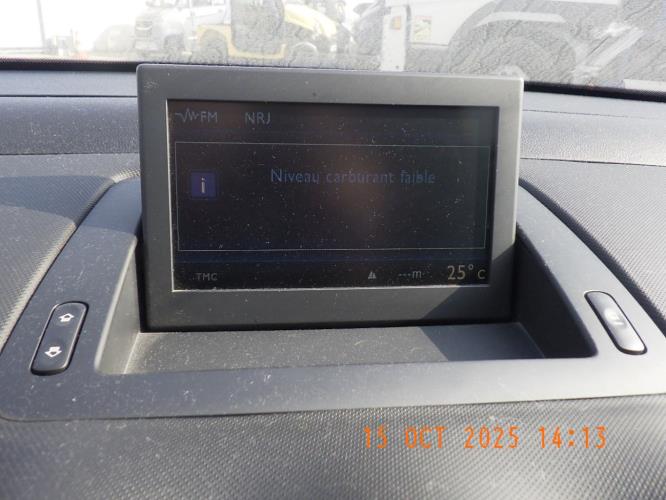 FM NRJ
i
Niveau carburant faible
TMC ---m 25° c
15 OCT 2025 14:13